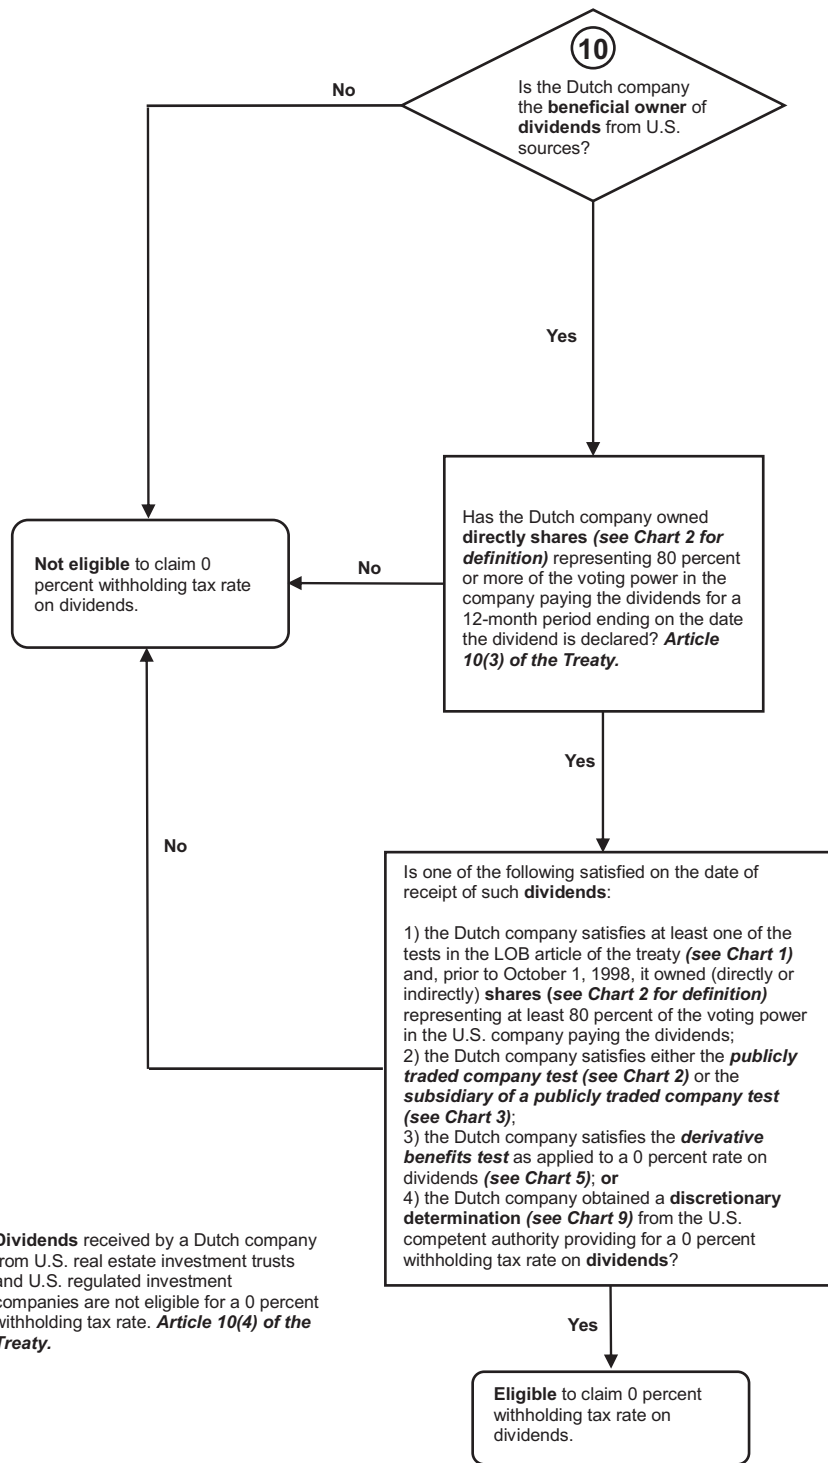 10
Is the Dutch company
the beneficial owner of
dividends from U.S.
sources?
No
Yes
Has the Dutch company owned
directly shares (see Chart 2 for
definition) representing 80 percent
or more of the voting power in the
company paying the dividends for a
12-month period ending on the date
the dividend is declared? Article
10(3) of the Treaty.
No
Not eligible to claim 0
percent withholding tax rate
on dividends.
Yes
No
Is one of the following satisfied on the date of
receipt of such dividends:
1) the Dutch company satisfies at least one of the
tests in the LOB article of the treaty (see Chart 1)
and, prior to October 1, 1998, it owned (directly or
indirectly) shares (see Chart 2 for definition)
representing at least 80 percent of the voting power
in the U.S. company paying the dividends;
2) the Dutch company satisfies either the publicly
traded company test (see Chart 2) or the
subsidiary of a publicly traded company test
(see Chart 3);
3) the Dutch company satisfies the derivative
benefits test as applied to a 0 percent rate on
dividends (see Chart 5); or
4) the Dutch company obtained a discretionary
determination (see Chart 9) from the U.S.
competent authority providing for a 0 percent
withholding tax rate on dividends?
Dividends received by a Dutch company
from U.S. real estate investment trusts
and U.S. regulated investment
companies are not eligible for a 0 percent
withholding tax rate. Article 10(4) of the
Treaty.
Yes
Eligible to claim 0 percent
withholding tax rate on
dividends.